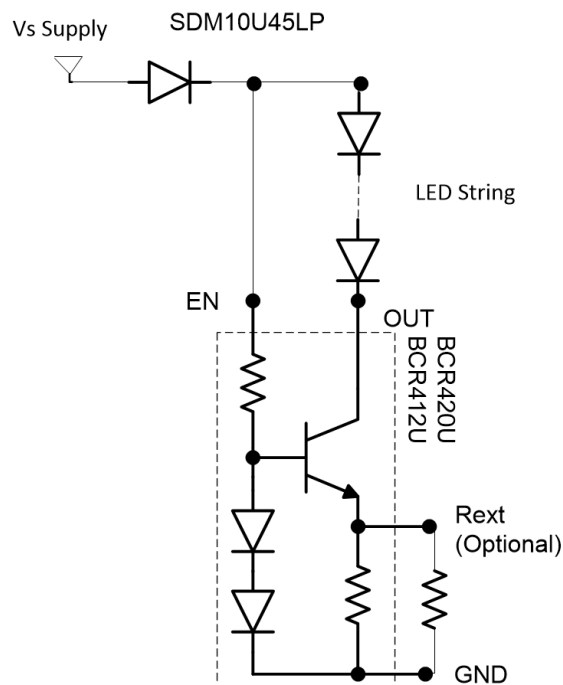 SDM10U45LP
Vs Supply
LED String
EN
OUT
BCR420U
BCR412U
Rext
(Optional)
GND